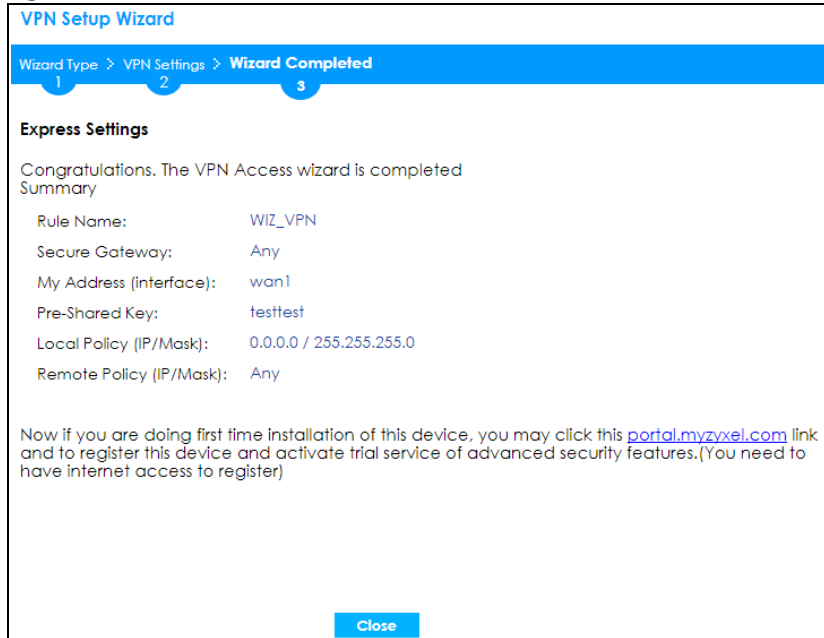 VPN Setup Wizard
Wizard Type > VPN Settings > Wizard Completed
1 2 3
Express Settings
Congratulations. The VPN Access wizard is completed
Summary
Rule Name: WIZ_VPN
Secure Gateway: Any
My Address (interface): wan1
Pre-Shared Key: testtest
Local Policy (IP/Mask): 0.0.0.0 / 255.255.255.0
Remote Policy (IP/Mask): Any
Now if you are doing first time installation of this device, you may click this portal.myzyxel.com link
and to register this device and activate trial service of advanced security features.(You need to
have internet access to register)
Close